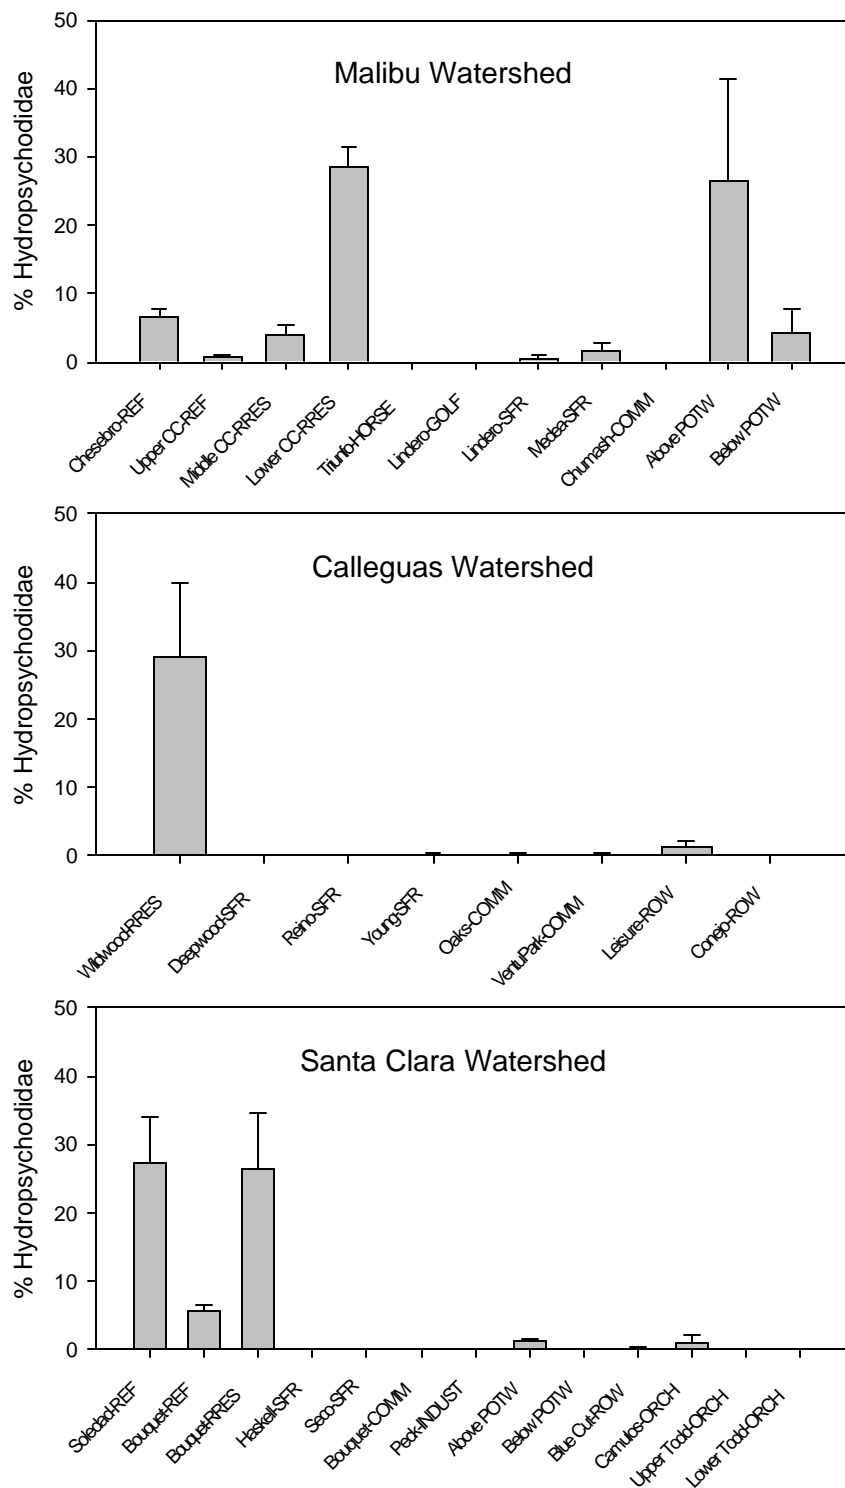 50
Malibu Watershed
40
30
20
10
0
% Hydropsychodidae
Chesebro-REF
Upper CC-REF
Middle CC-RRES
Lower CC-RRES
Triunfo-HORSE
Lindero-GOLF
Lindero-SFR
Medea-SFR
Chumash-COMM
Above POTW
Below POTW
50
Calleguas Watershed
40
30
20
10
0
% Hydropsychodidae
Wildwood-RRES
Deepwood-SFR
Reino-SFR
Young-SFR
Oaks-COMM
VentuPark-COMM
Leisure-ROW
Conejo-ROW
50
Santa Clara Watershed
40
30
20
10
0
% Hydropsychodidae
Soledad-REF
Bouquet-REF
Bouquet-RRES
Haskell-SFR
Seco-SFR
Bouquet-COMM
Peck-INDUST
Above POTW
Below POTW
Blue Cut-ROW
Camulos-ORCH
Upper Todd-ORCH
Lower Todd-ORCH